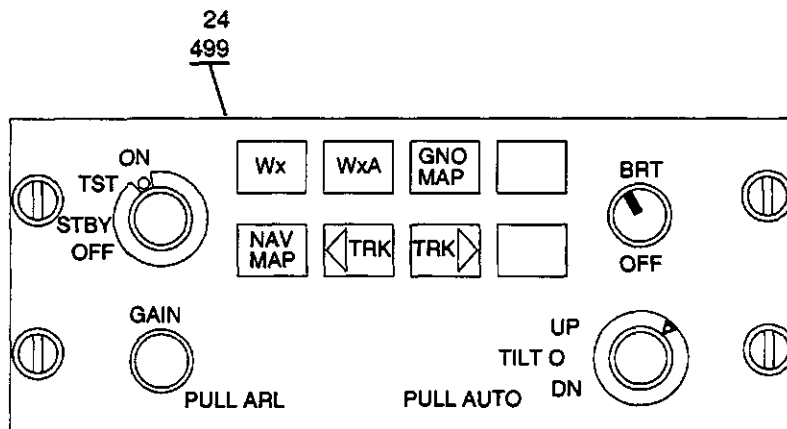 24
499
ON
TST
STBY
OFF
Wx
WxA
GNO
MAP
NAV
MAP
TRK
TRK
BRT
OFF
GAIN
PULL ARL
PULL AUTO
UP
TILT O
DN